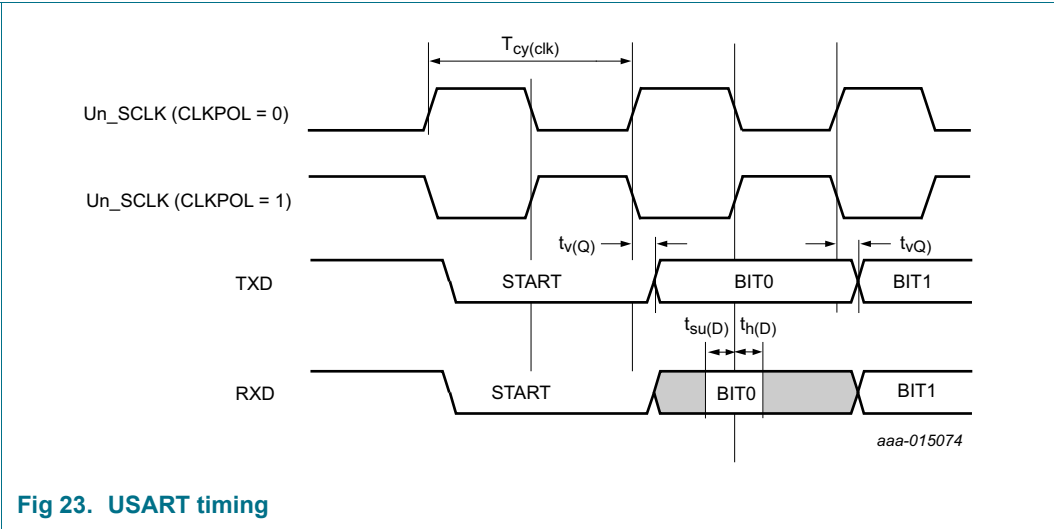 Tcy(clk)
Un_SCLK (CLKPOL = 0)
Un_SCLK (CLKPOL = 1)
tv(Q)
tvQ)
TXD
START
BIT0
BIT1
tsu(D)
th(D)
RXD
START
BIT0
BIT1
aaa-015074
Fig 23. USART timing